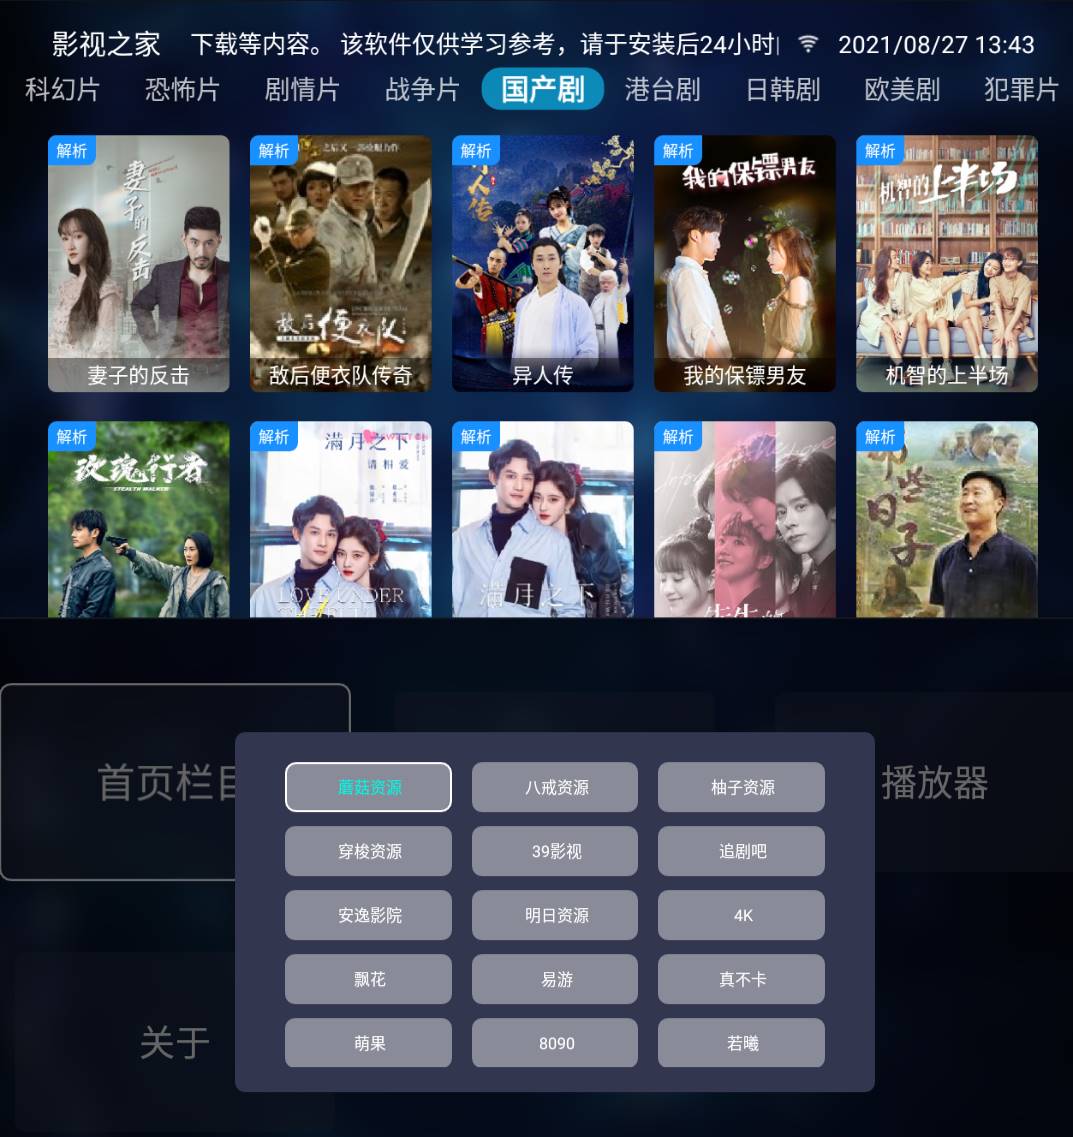 影视之家 下载等内容。 该软件仅供学习参考，请于安装后24小时 2021/08/27 13:43
科幻片 恐怖片 剧情片 战争片 国产剧 港台剧 日韩剧 欧美剧 犯罪片
解析 解析 解析 解析 解析
妻子的反击
敌后便衣队
人传
我的保镖男友
机智的上半场
妻子的反击 敌后便衣队传奇 异人传 我的保镖男友 机智的上半场
解析 解析 解析 解析 解析
玫瑰行者
STEALTH WALKER
满月之下
请相爱
LOVE UNDER
满月之下
先生
那些日子
首页栏目 播放器
蘑菇资源 八戒资源 柚子资源
穿梭资源 39影视 追剧吧
安逸影院 明日资源 4K
飘花 易游 真不卡
萌果 8090 若曦
关于